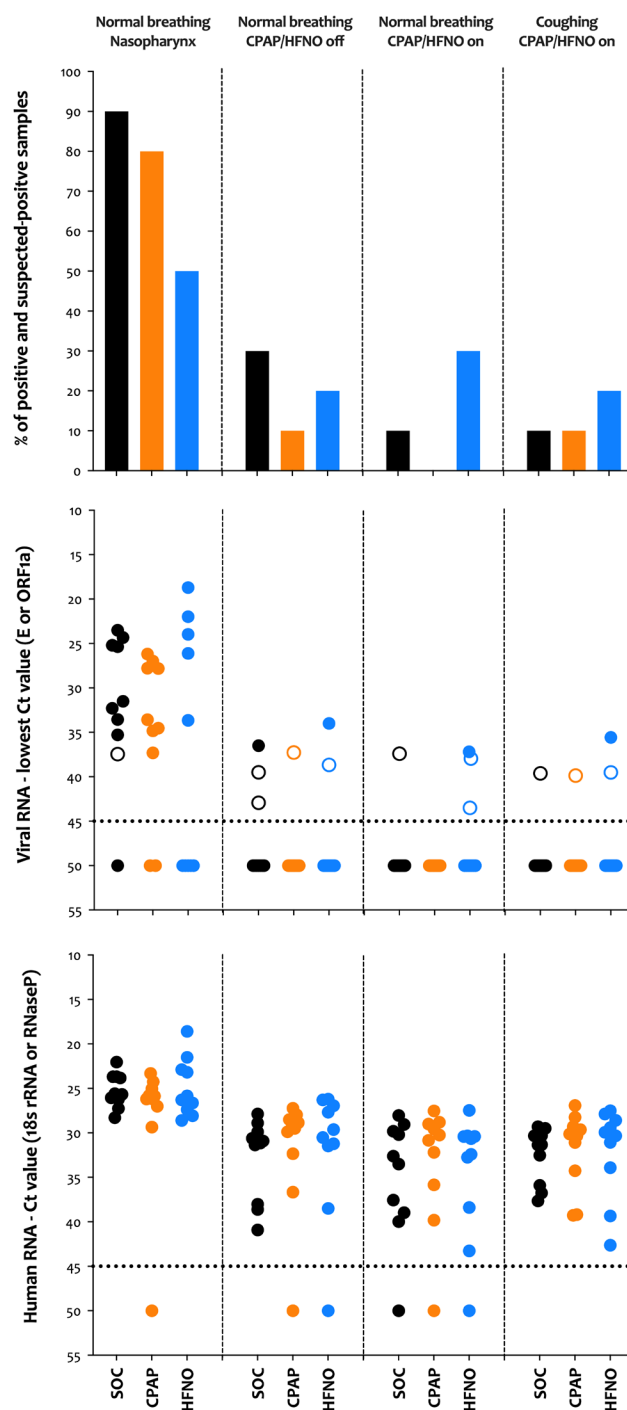 Normal breathing
Nasopharynx
Normal breathing
CPAP/HFNO off
Normal breathing
CPAP/HFNO on
Coughing
CPAP/HFNO on
% of positive and suspected-positve samples
100
90
80
70
60
50
40
30
20
10
0
Viral RNA - lowest Ct value (E or ORF1a)
10
15
20
25
30
35
40
45
50
55
Human RNA - Ct value (18s rRNA or RNaseP)
10
15
20
25
30
35
40
45
50
55
SOC
CPAP
HFNO
SOC
CPAP
HFNO
SOC
CPAP
HFNO
SOC
CPAP
HFNO